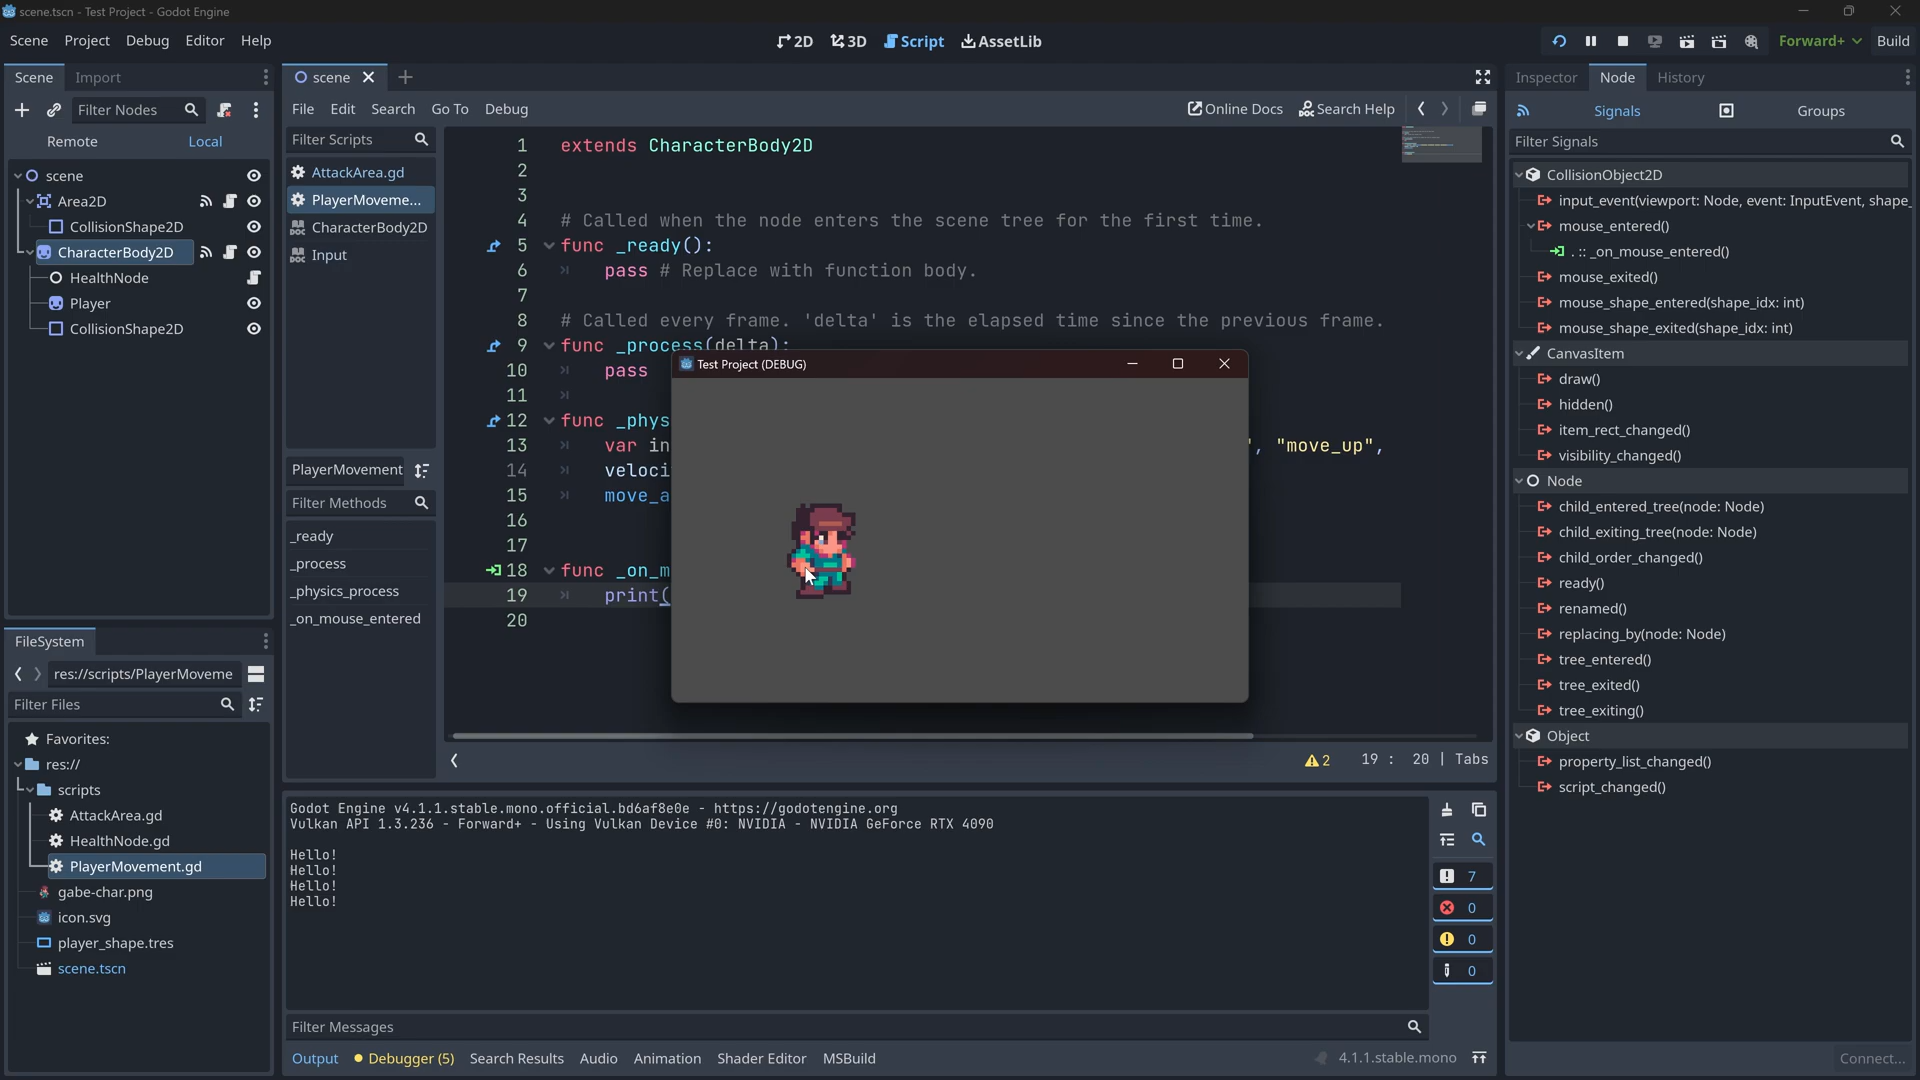 scene.tscn - Test Project - Godot Engine
Scene Project Debug Editor Help
2D 3D Script AssetLib
Forward+ Build
Scene Import
Filter Nodes
Remote Local
scene
Area2D
CollisionShape2D
CharacterBody2D
HealthNode
Player
CollisionShape2D
FileSystem
res://scripts/PlayerMoveme
Filter Files
Favorites:
res://
scripts
AttackArea.gd
HealthNode.gd
PlayerMovement.gd
gabe-char.png
icon.svg
player_shape.tres
scene.tscn
scene
File Edit Search Go To Debug
Online Docs Search Help
Filter Scripts
AttackArea.gd
PlayerMoveme...
CharacterBody2D
Input
PlayerMovement
Filter Methods
_ready
_process
_physics_process
_on_mouse_entered
1 extends CharacterBody2D
2
3
4 # Called when the node enters the scene tree for the first time.
5 func _ready():
6 pass # Replace with function body.
7
8 # Called every frame. 'delta' is the elapsed time since the previous frame.
9 func _process(delta):
10 pass
11
12 func _phys
13 var in ", "move_up",
14 veloci
15 move_a
16
17
18 func _on_m
19 print(
20
Test Project (DEBUG)
2 19 : 20 | Tabs
Godot Engine v4.1.1.stable.mono.official.bd6af8e0e - https://godotengine.org
Vulkan API 1.3.236 - Forward+ - Using Vulkan Device #0: NVIDIA - NVIDIA GeForce RTX 4090
Hello!
Hello!
Hello!
Hello!
7
0
0
0
Filter Messages
Output Debugger (5) Search Results Audio Animation Shader Editor MSBuild
4.1.1.stable.mono
Inspector Node History
Signals Groups
Filter Signals
CollisionObject2D
input_event(viewport: Node, event: InputEvent, shape_
mouse_entered()
. :: _on_mouse_entered()
mouse_exited()
mouse_shape_entered(shape_idx: int)
mouse_shape_exited(shape_idx: int)
CanvasItem
draw()
hidden()
item_rect_changed()
visibility_changed()
Node
child_entered_tree(node: Node)
child_exiting_tree(node: Node)
child_order_changed()
ready()
renamed()
replacing_by(node: Node)
tree_entered()
tree_exited()
tree_exiting()
Object
property_list_changed()
script_changed()
Connect...